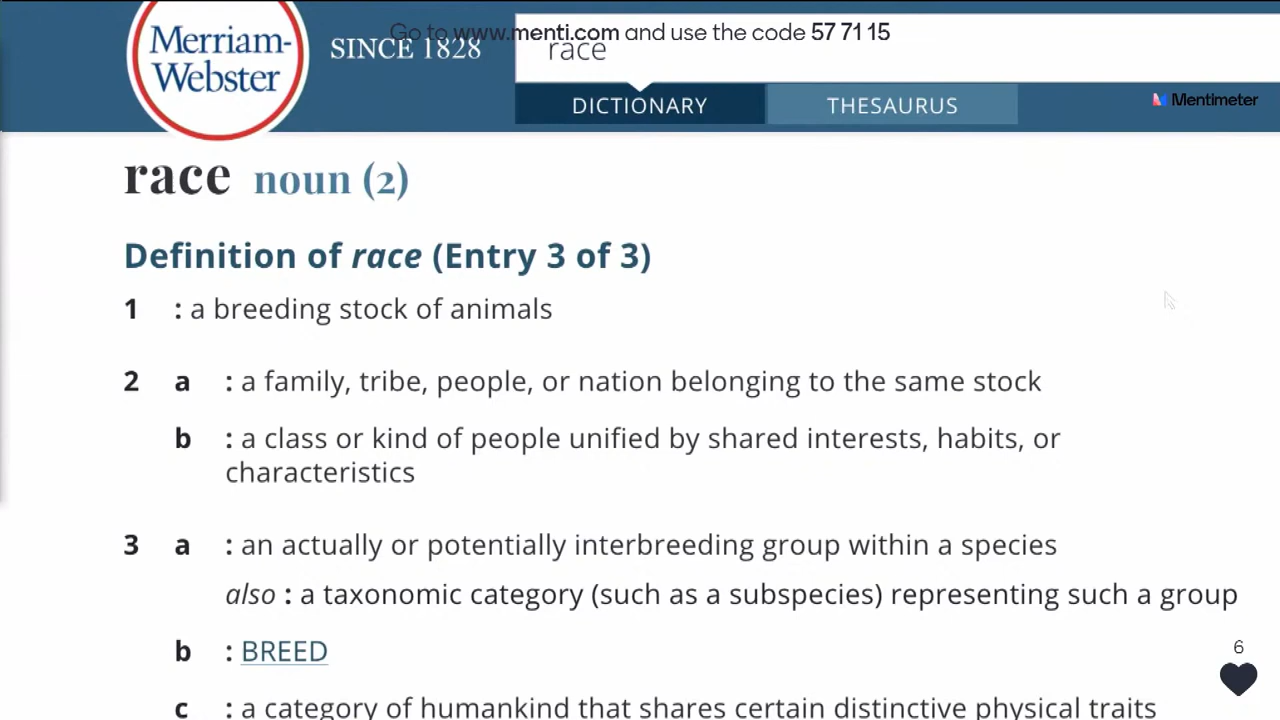 Go to www.menti.com and use the code 57 71 15
Merriam-
Webster
SINCE 1828
race
DICTIONARY
THESAURUS
Mentimeter
race noun (2)
Definition of race (Entry 3 of 3)
1 : a breeding stock of animals
2 a : a family, tribe, people, or nation belonging to the same stock
b : a class or kind of people unified by shared interests, habits, or
characteristics
3 a : an actually or potentially interbreeding group within a species
also : a taxonomic category (such as a subspecies) representing such a group
b : BREED
6
c : a category of humankind that shares certain distinctive physical traits